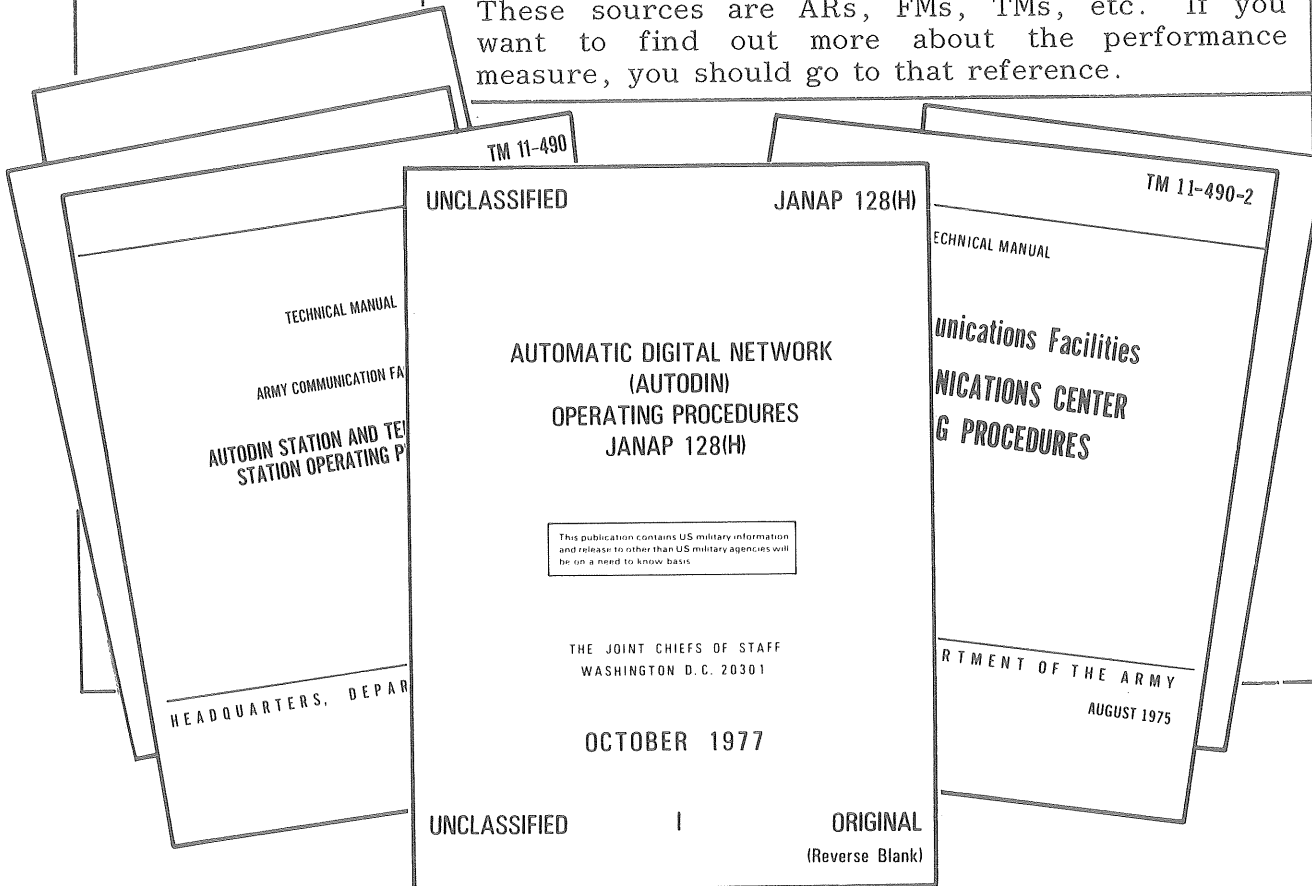 These sources are ARs, FMs, TMs, etc. If you
want to find out more about the performance
measure, you should go to that reference.
TM 11-490
TECHNICAL MANUAL
ARMY COMMUNICATION FA
AUTODIN STATION AND TE
STATION OPERATING P
HEADQUARTERS, DEPAR
UNCLASSIFIED JANAP 128(H)
AUTOMATIC DIGITAL NETWORK
(AUTODIN)
OPERATING PROCEDURES
JANAP 128(H)
This publication contains US military information
and release to other than US military agencies will
be on a need to know basis
THE JOINT CHIEFS OF STAFF
WASHINGTON D.C. 20301
OCTOBER 1977
UNCLASSIFIED I ORIGINAL
(Reverse Blank)
TM 11-490-2
ECHNICAL MANUAL
unications Facilities
NICATIONS CENTER
G PROCEDURES
RTMENT OF THE ARMY
AUGUST 1975